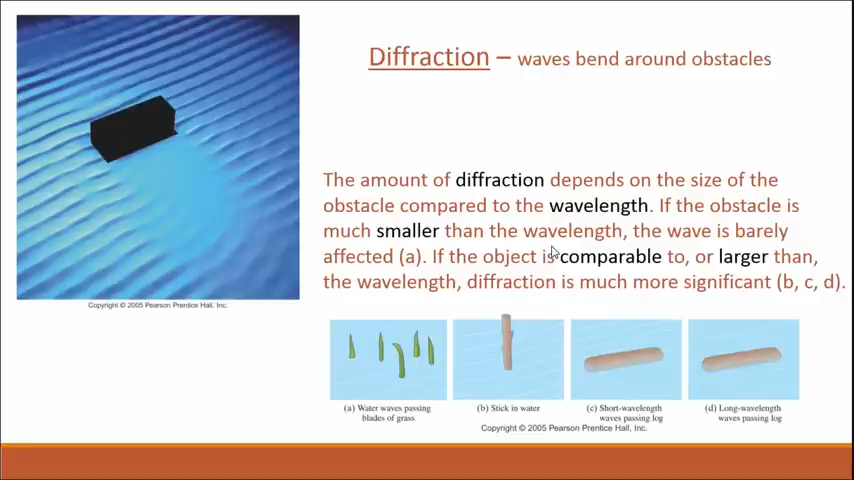 Diffraction – waves bend around obstacles
The amount of diffraction depends on the size of the
obstacle compared to the wavelength. If the obstacle is
much smaller than the wavelength, the wave is barely
affected (a). If the object is comparable to, or larger than,
the wavelength, diffraction is much more significant (b, c, d).
Copyright © 2005 Pearson Prentice Hall, Inc.
(a) Water waves passing
blades of grass
(b) Stick in water
(c) Short-wavelength
waves passing log
(d) Long-wavelength
waves passing log
Copyright © 2005 Pearson Prentice Hall, Inc.